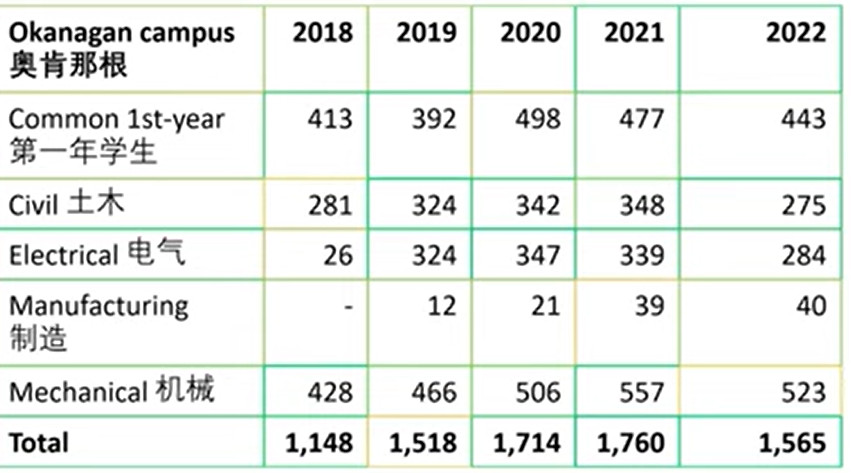 Okanagan campus 2018 2019 2020 2021 2022
奥肯那根
Common 1st-year 413 392 498 477 443
第一年学生
Civil 土木 281 324 342 348 275
Electrical 电气 26 324 347 339 284
Manufacturing - 12 21 39 40
制造
Mechanical 机械 428 466 506 557 523
Total 1,148 1,518 1,714 1,760 1,565